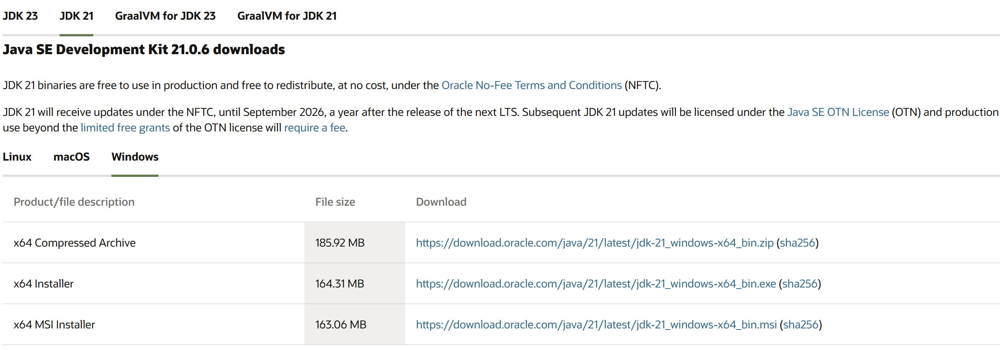 JDK 23 JDK 21 GraalVM for JDK 23 GraalVM for JDK 21
Java SE Development Kit 21.0.6 downloads
JDK 21 binaries are free to use in production and free to redistribute, at no cost, under the Oracle No-Fee Terms and Conditions (NFTC).
JDK 21 will receive updates under the NFTC, until September 2026, a year after the release of the next LTS. Subsequent JDK 21 updates will be licensed under the Java SE OTN License (OTN) and production
use beyond the limited free grants of the OTN license will require a fee.
Linux macOS Windows
Product/file description File size Download
x64 Compressed Archive 185.92 MB https://download.oracle.com/java/21/latest/jdk-21_windows-x64_bin.zip (sha256)
x64 Installer 164.31 MB https://download.oracle.com/java/21/latest/jdk-21_windows-x64_bin.exe (sha256)
x64 MSI Installer 163.06 MB https://download.oracle.com/java/21/latest/jdk-21_windows-x64_bin.msi (sha256)